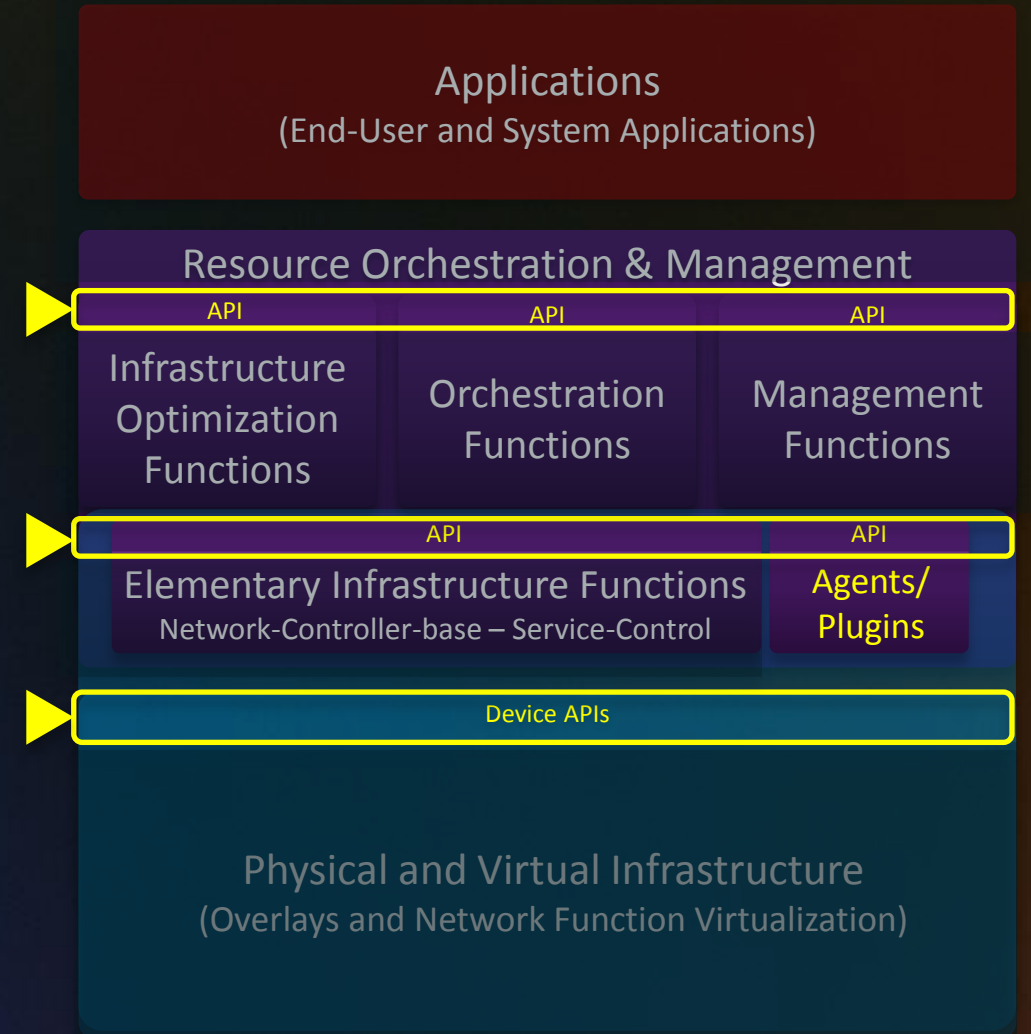 Applications
(End-User and System Applications)
Resource Orchestration & Management
API
API
API
Infrastructure
Optimization
Functions
Orchestration
Functions
Management
Functions
API
API
Elementary Infrastructure Functions
Network-Controller-base – Service-Control
Agents/
Plugins
Device APIs
Physical and Virtual Infrastructure
(Overlays and Network Function Virtualization)